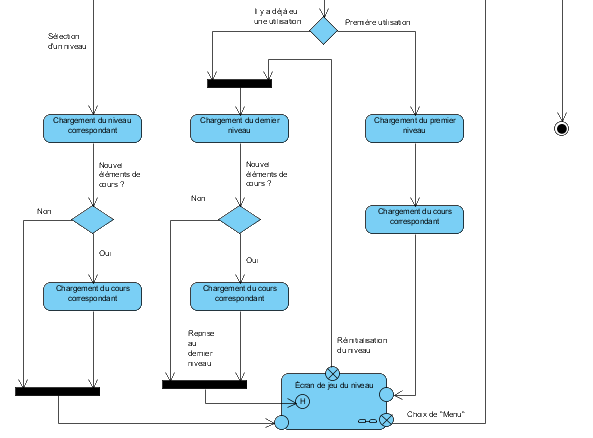 Il y a déjà eu
une utilisation
Première utilisation
Sélection
d'un niveau
Chargement du niveau
correspondant
Chargement du dernier
niveau
Chargement du premier
niveau
Nouvel
éléments de
cours ?
Nouvel
éléments de
cours ?
Non
Non
Chargement du cours
correspondant
Oui
Oui
Chargement du cours
correspondant
Chargement du cours
correspondant
Reprise
au
dernier
niveau
Réinitialisation
du niveau
Écran de jeu du niveau
H
Choix de "Menu"